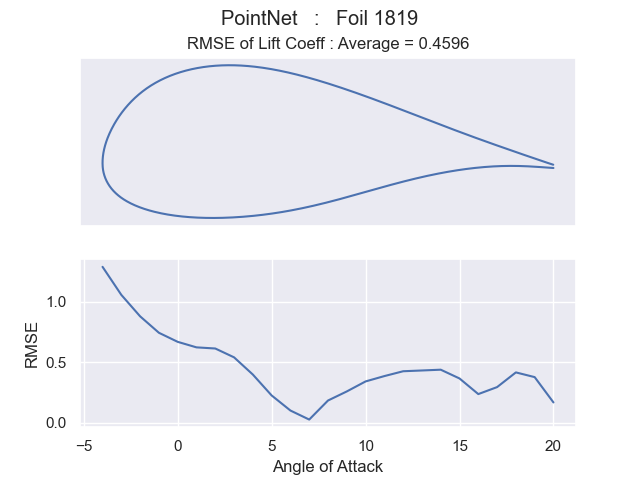 PointNet   :   Foil 1819
RMSE of Lift Coeff : Average = 0.4596
1.0
0.5
0.0
RMSE
−5 0 5 10 15 20
Angle of Attack